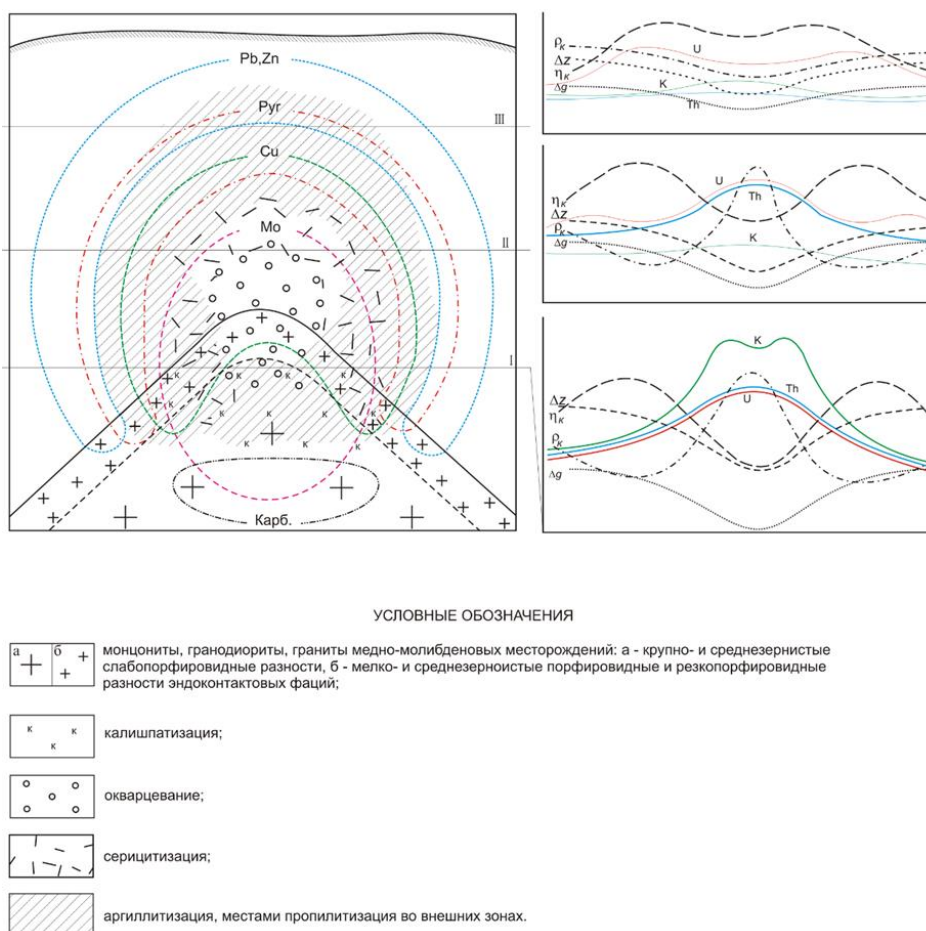 Pb,Zn
Pyr
III
Cu
Mo
II
I
к к к к
к к
к к к
к к
Карб.
ρк
Δz
ηк
Δg
U
K
Th
ηк
Δz
ρк
Δg
U
Th
K
Δz
ηк
ρк
Δg
K
Th
U
УСЛОВНЫЕ ОБОЗНАЧЕНИЯ
а б
монцониты, гранодиориты, граниты медно-молибденовых месторождений: а - крупно- и среднезернистые
слабопорфировидные разности, б - мелко- и среднезерноистые порфировидные и резкопорфировидные
разности эндоконтактовых фаций;
к к
к
калишпатизация;
окварцевание;
серицитизация;
аргиллитизация, местами пропилитизация во внешних зонах.